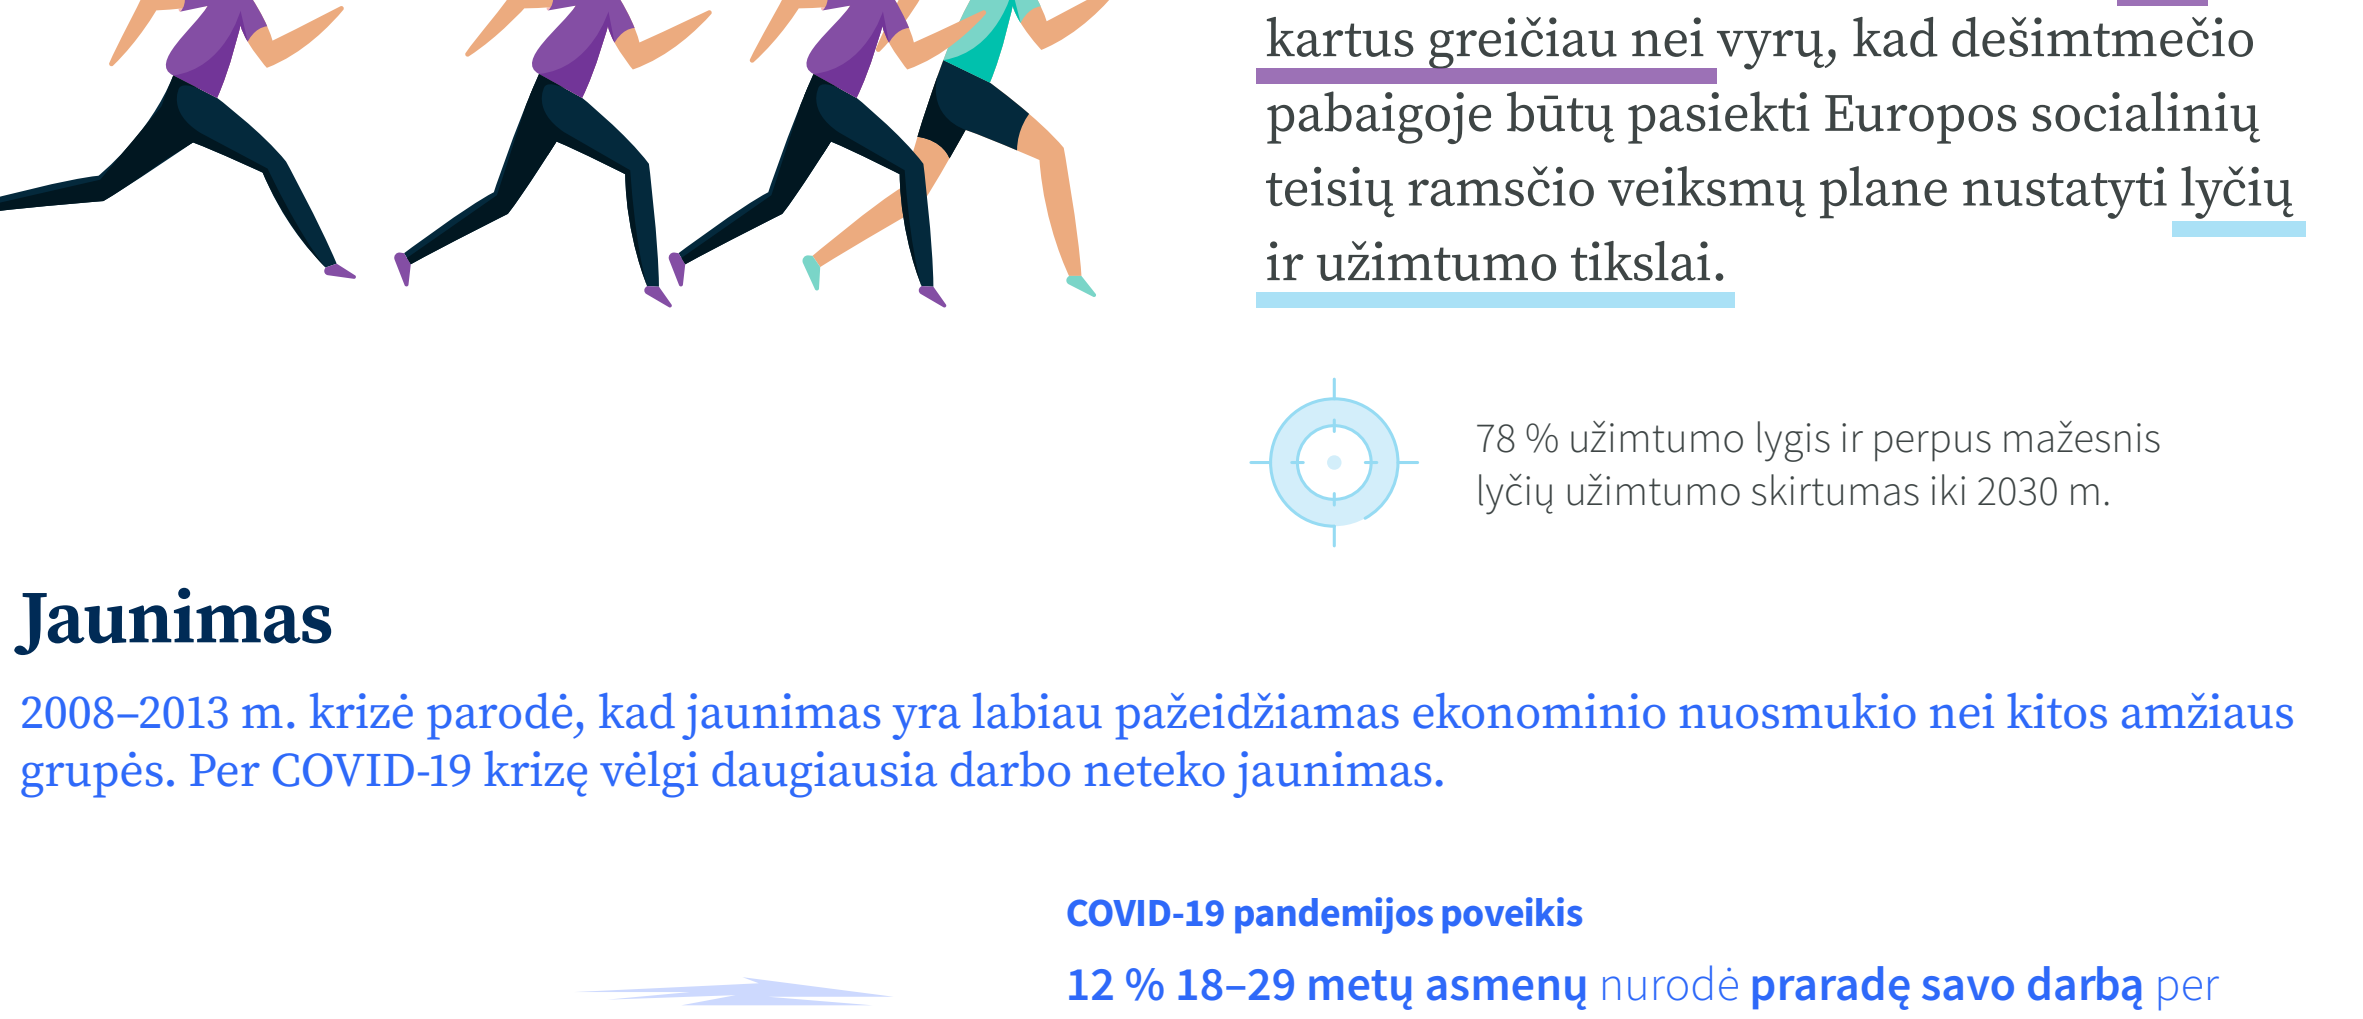 kartus greičiau nei vyrų, kad dešimtmečio
pabaigoje būtų pasiekti Europos socialinių
teisių ramsčio veiksmų plane nustatyti lyčių
ir užimtumo tikslai.
78 % užimtumo lygis ir perpus mažesnis
lyčių užimtumo skirtumas iki 2030 m.
Jaunimas
2008–2013 m. krizė parodė, kad jaunimas yra labiau pažeidžiamas ekonominio nuosmukio nei kitos amžiaus
grupės. Per COVID-19 krizę vėlgi daugiausia darbo neteko jaunimas.
COVID-19 pandemijos poveikis
12 % 18–29 metų asmenų nurodė praradę savo darbą per